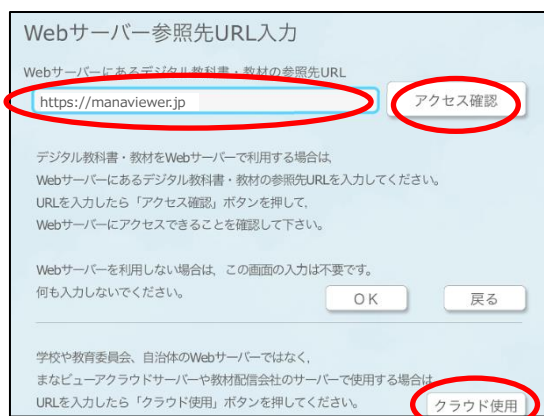 Webサーバー参照先URL入力
Webサーバーにあるデジタル教科書・教材の参照先URL
https://manaviewer.jp
アクセス確認
デジタル教科書・教材をWebサーバーで利用する場合は,
Webサーバーにあるデジタル教科書・教材の参照先URLを入力してください。
URLを入力したら「アクセス確認」ボタンを押して,
Webサーバーにアクセスできることを確認して下さい。
Webサーバーを利用しない場合は, この画面の入力は不要です。
何も入力しないでください。
OK
戻る
学校や教育委員会、自治体のWebサーバーではなく,
まなビューアクラウドサーバーや教材配信会社のサーバーで使用する場合は,
URLを入力したら「クラウド使用」ボタンを押してください。
クラウド使用